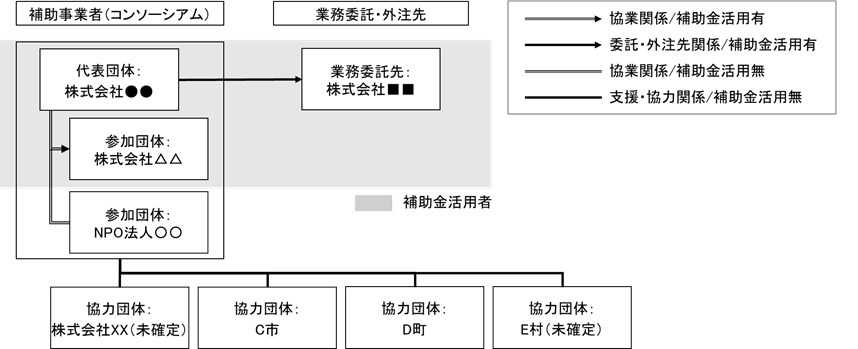 補助事業者(コンソーシアム)
業務委託・外注先
代表団体:
株式会社●●
業務委託先:
株式会社■■
参加団体:
株式会社△△
参加団体:
NPO法人〇〇
補助金活用者
協力団体:
株式会社XX(未確定)
協力団体:
C市
協力団体:
D町
協力団体:
E村(未確定)
協業関係/補助金活用有
委託・外注先関係/補助金活用有
協業関係/補助金活用無
支援・協力関係/補助金活用無